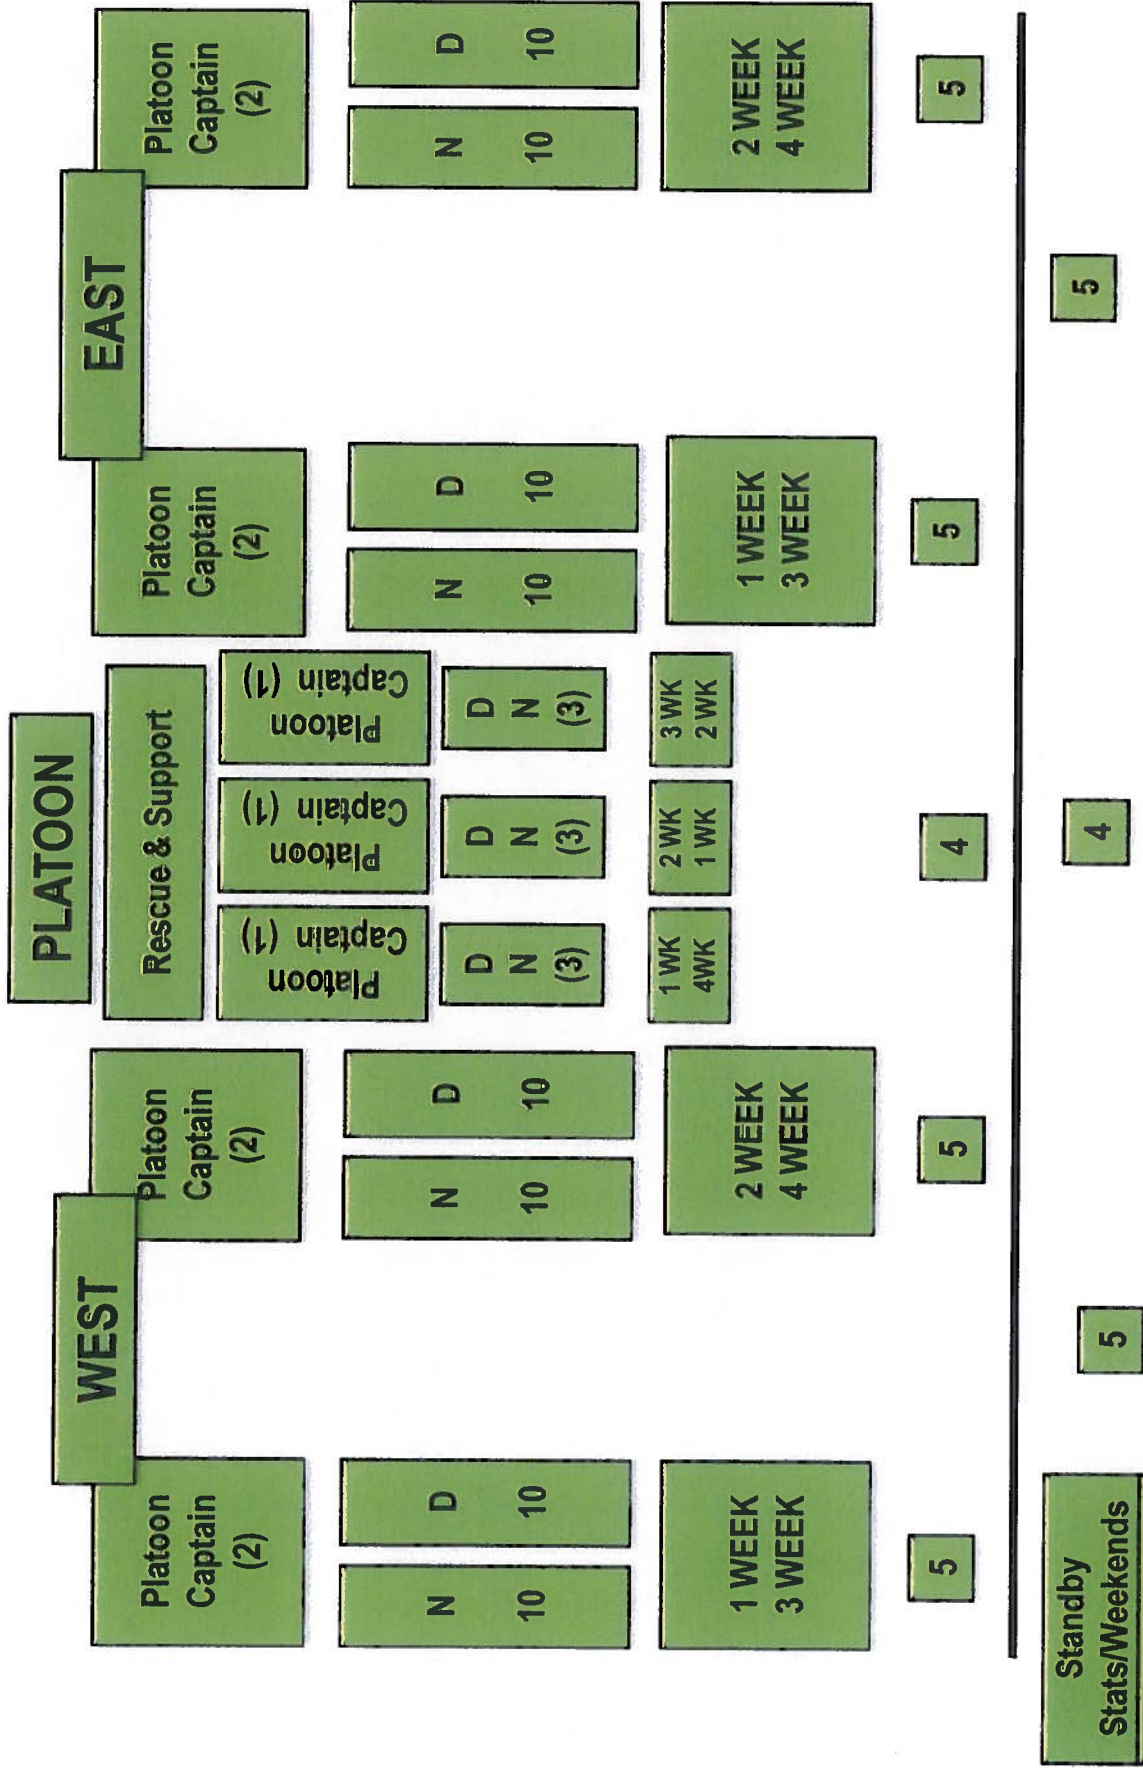 PLATOON
WEST
EAST
Rescue & Support
Platoon
Captain
(2)
Platoon
Captain
(2)
Platoon
Captain (1)
Platoon
Captain (1)
Platoon
Captain (1)
Platoon
Captain
(2)
Platoon
Captain
(2)
N
10
D
10
N
10
D
10
D
N
(3)
D
N
(3)
D
N
(3)
N
10
D
10
N
10
D
10
1 WEEK
3 WEEK
2 WEEK
4 WEEK
1 WK
4WK
2 WK
1 WK
3 WK
2 WK
1 WEEK
3 WEEK
2 WEEK
4 WEEK
5
5
4
5
5
Standby
Stats/Weekends
5
4
5